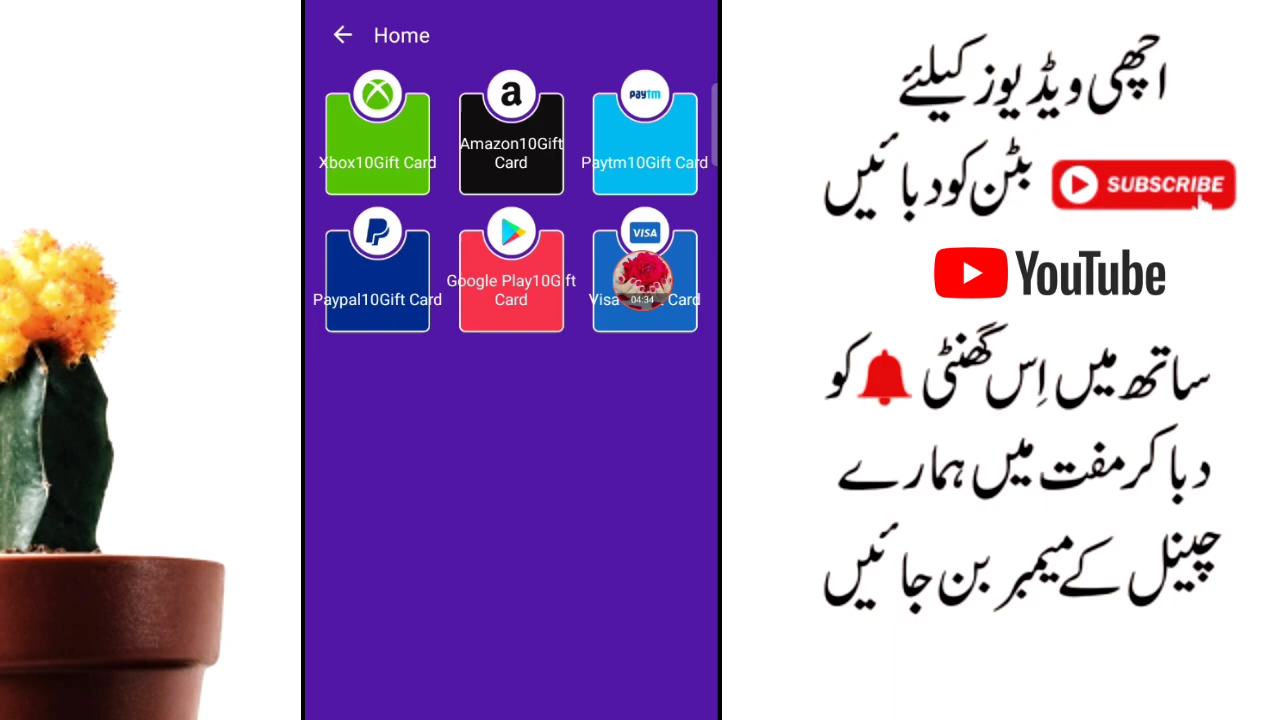 Home
Xbox10Gift Card
Amazon10Gift
Card
Paytm10Gift Card
Paypal10Gift Card
Google Play10Gift
Card
Visa Card
04:34
a
paytm
VISA
اچھی ویڈیوز کیلئے
بٹن کو دبائیں
SUBSCRIBE
YouTube
ساتھ میں اِس گھنٹی کو
دبا کر مفت میں ہمارے
چینل کے میمبر بن جائیں